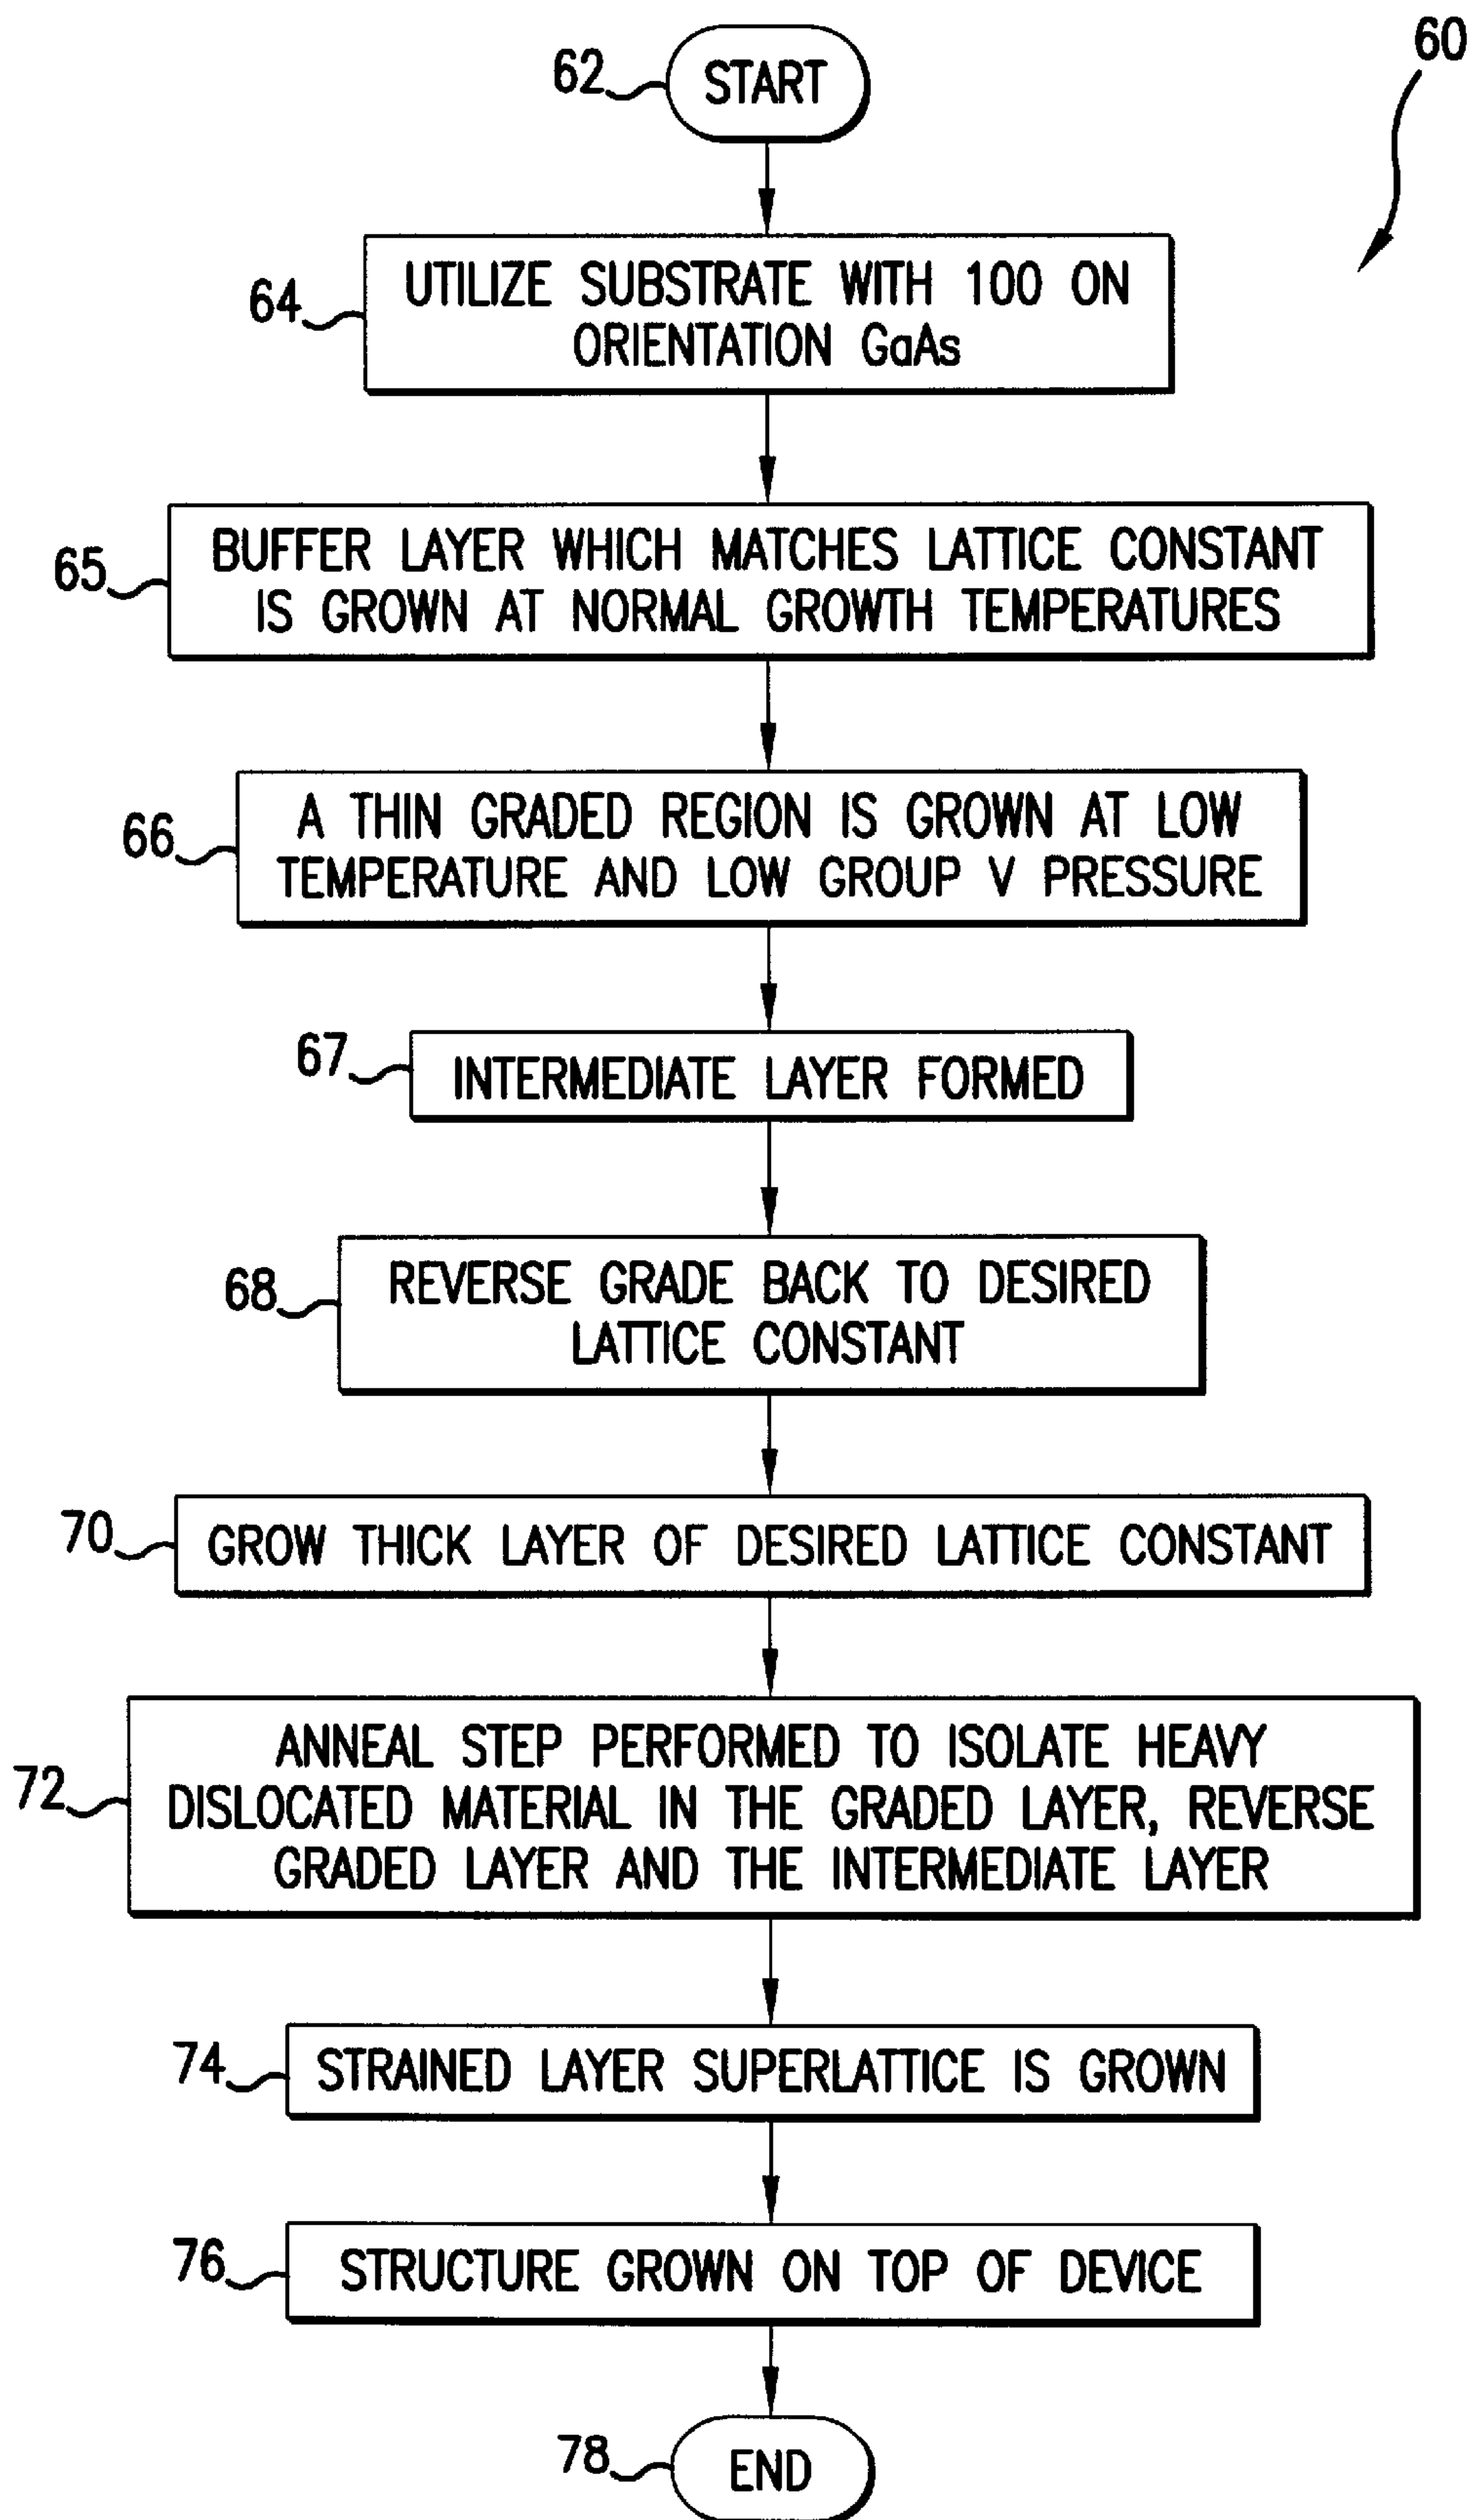 60
62
START
64
UTILIZE SUBSTRATE WITH 100 ON
ORIENTATION GaAs
65
BUFFER LAYER WHICH MATCHES LATTICE CONSTANT
IS GROWN AT NORMAL GROWTH TEMPERATURES
66
A THIN GRADED REGION IS GROWN AT LOW
TEMPERATURE AND LOW GROUP V PRESSURE
67
INTERMEDIATE LAYER FORMED
68
REVERSE GRADE BACK TO DESIRED
LATTICE CONSTANT
70
GROW THICK LAYER OF DESIRED LATTICE CONSTANT
72
ANNEAL STEP PERFORMED TO ISOLATE HEAVY
DISLOCATED MATERIAL IN THE GRADED LAYER, REVERSE
GRADED LAYER AND THE INTERMEDIATE LAYER
74
STRAINED LAYER SUPERLATTICE IS GROWN
76
STRUCTURE GROWN ON TOP OF DEVICE
78
END